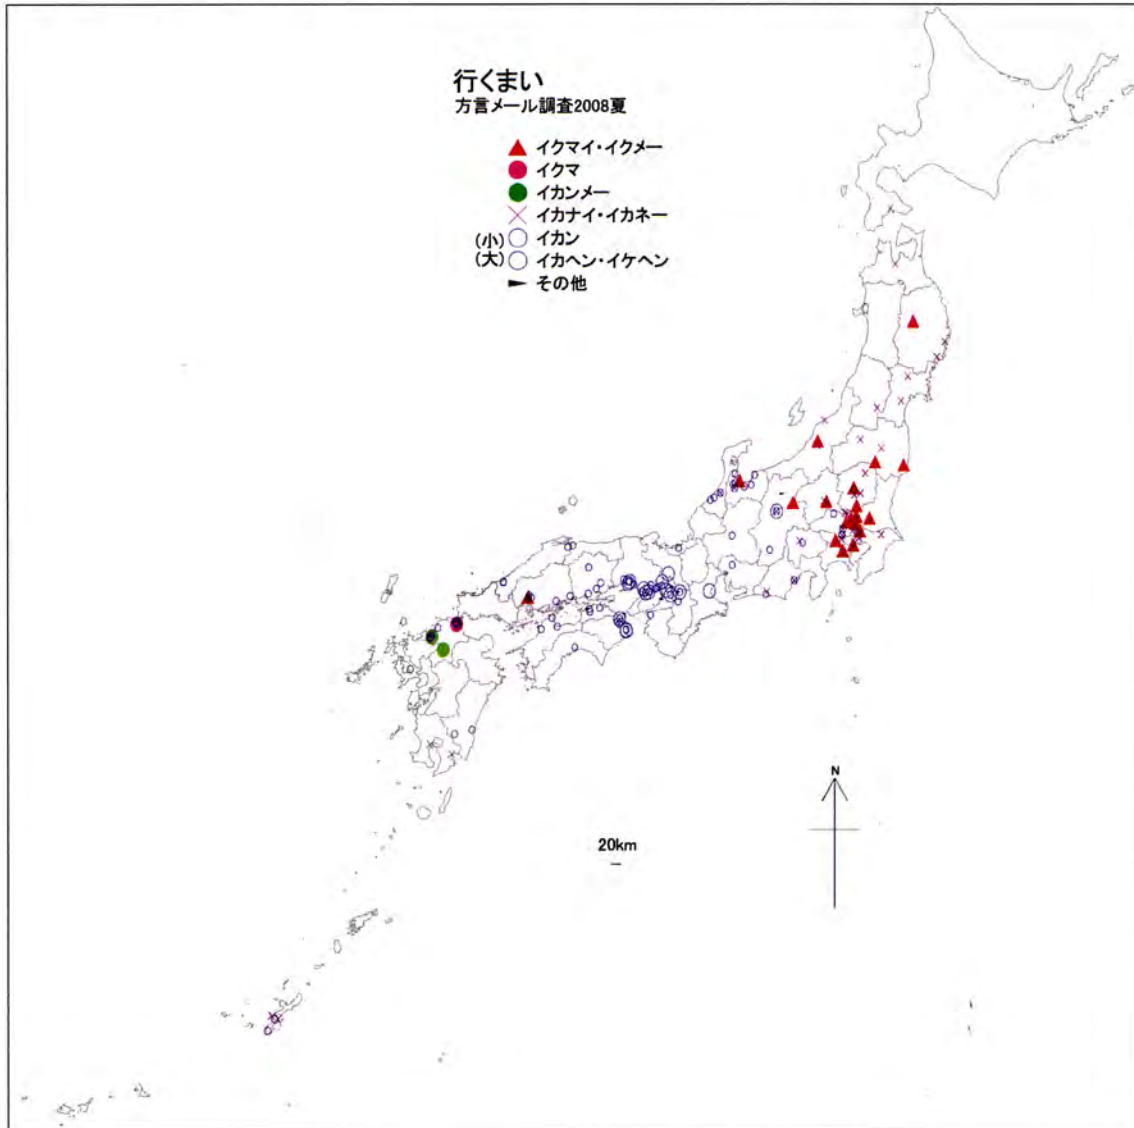 行くまい
方言メール調査2008夏
イクマイ・イクメー
イクマ
イカンメー
イカナイ・イカネー
(小) イカン
(大) イカヘン・イケヘン
その他
N
20km